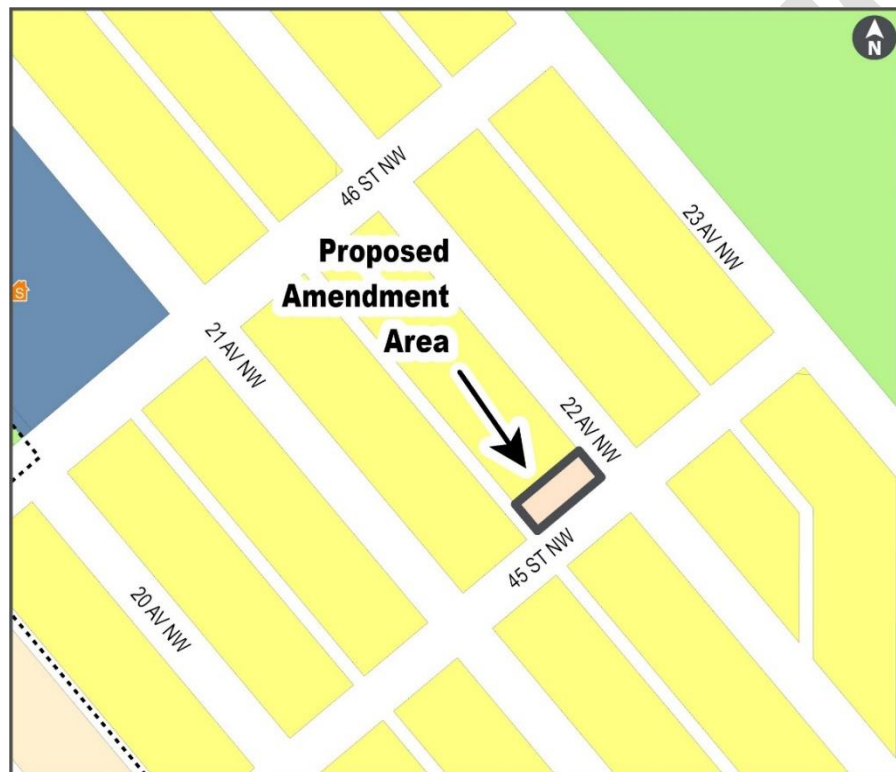 N
46 ST NW
23 AV NW
Proposed
Amendment
Area
21 AV NW
22 AV NW
S
45 ST NW
20 AV NW